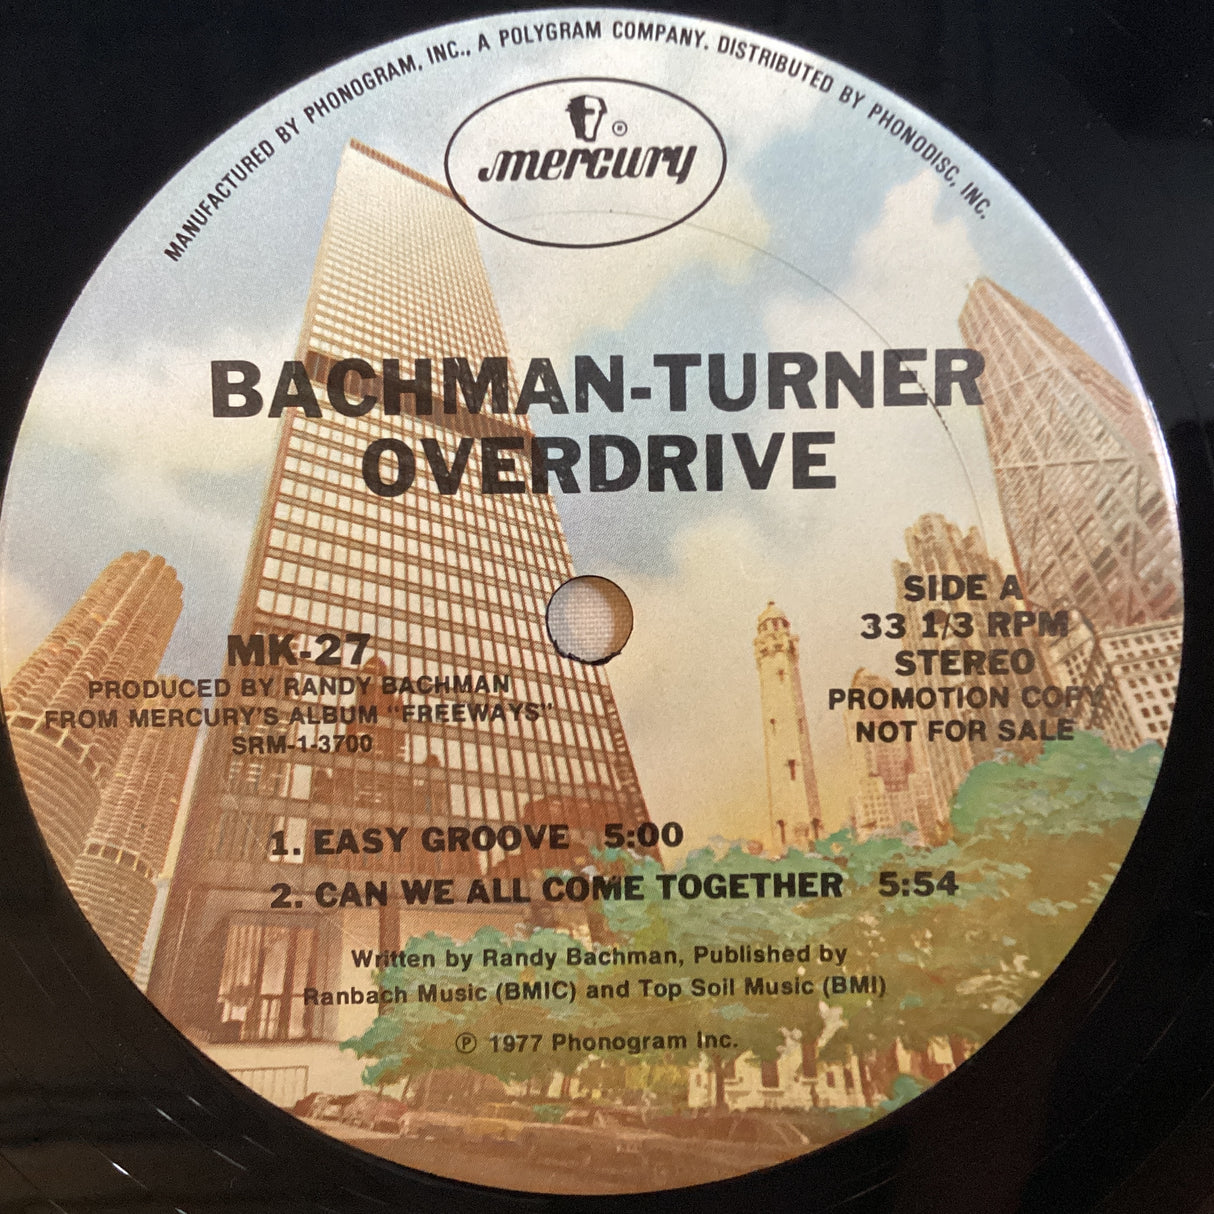 MANUFACTURED BY PHONOGRAM, INC., A POLYGRAM COMPANY. DISTRIBUTED BY PHONODISC, INC.
®
mercury
BACHMAN-TURNER
OVERDRIVE
SIDE A
33 1/3 RPM
STEREO
PROMOTION COPY
NOT FOR SALE
MK-27
PRODUCED BY RANDY BACHMAN
FROM MERCURY'S ALBUM "FREEWAYS"
SRM-1-3700
1. EASY GROOVE 5:00
2. CAN WE ALL COME TOGETHER 5:54
Written by Randy Bachman, Published by
Ranbach Music (BMIC) and Top Soil Music (BMI)
℗ 1977 Phonogram Inc.